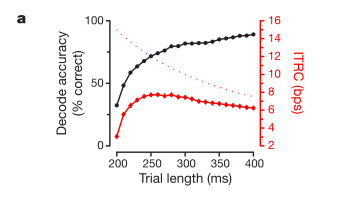 a
Decode accuracy
(% correct)
100
50
0
16
14
12
10
8
6
4
2
ITRC (bps)
200 250 300 350 400
Trial length (ms)